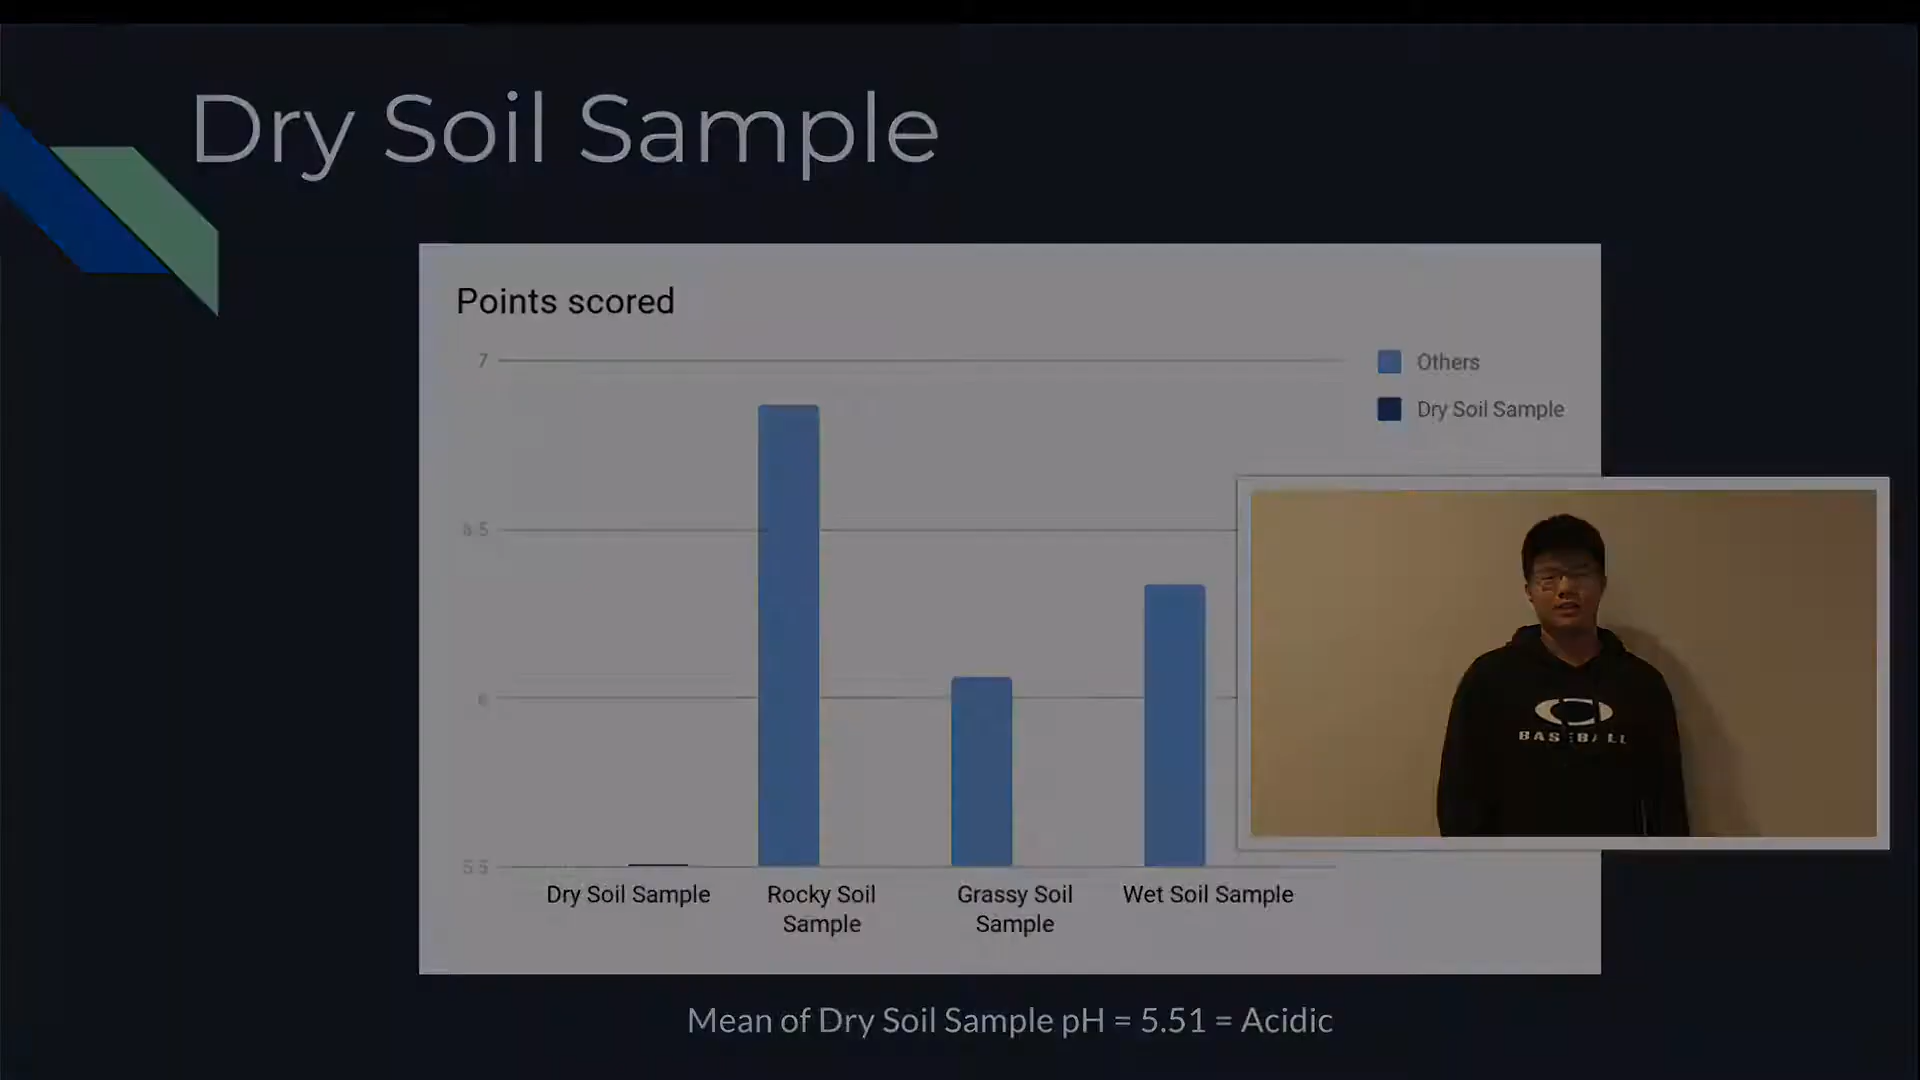 Dry Soil Sample
Points scored
7
6.5
6
5.5
Others
Dry Soil Sample
Dry Soil Sample
Rocky Soil
Sample
Grassy Soil
Sample
Wet Soil Sample
BASEBALL
Mean of Dry Soil Sample pH = 5.51 = Acidic